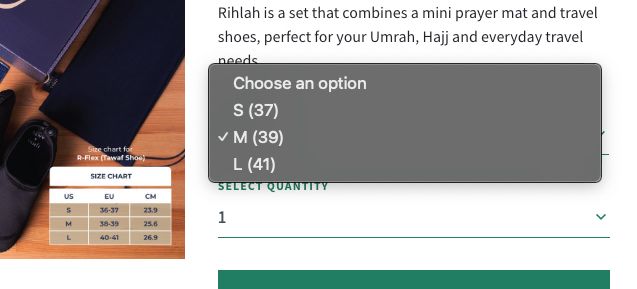 Rihlah is a set that combines a mini prayer mat and travel
shoes, perfect for your Umrah, Hajj and everyday travel
needs
Choose an option
S (37)
✓ M (39)
L (41)
SELECT QUANTITY
1
Size chart for
R-Flex (Tawaf Shoe)
SIZE CHART
US EU CM
S 36-37 23.9
M 38-39 25.6
L 40-41 26.9